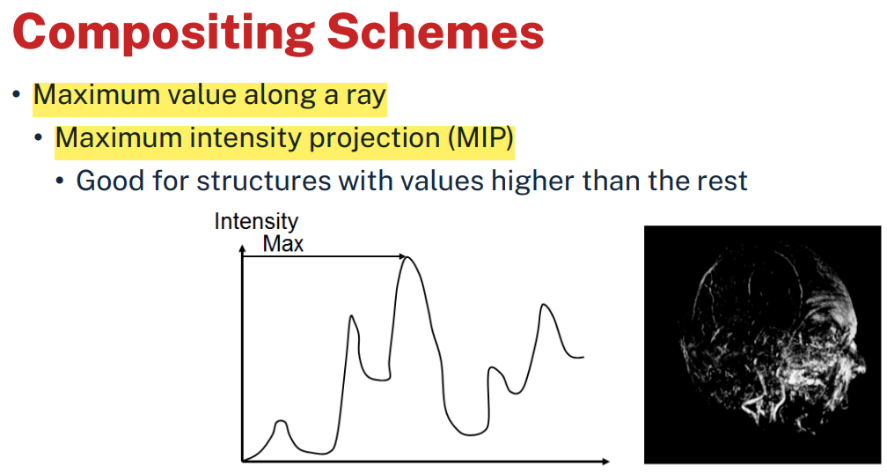 Compositing Schemes
• Maximum value along a ray
• Maximum intensity projection (MIP)
• Good for structures with values higher than the rest
Intensity
Max